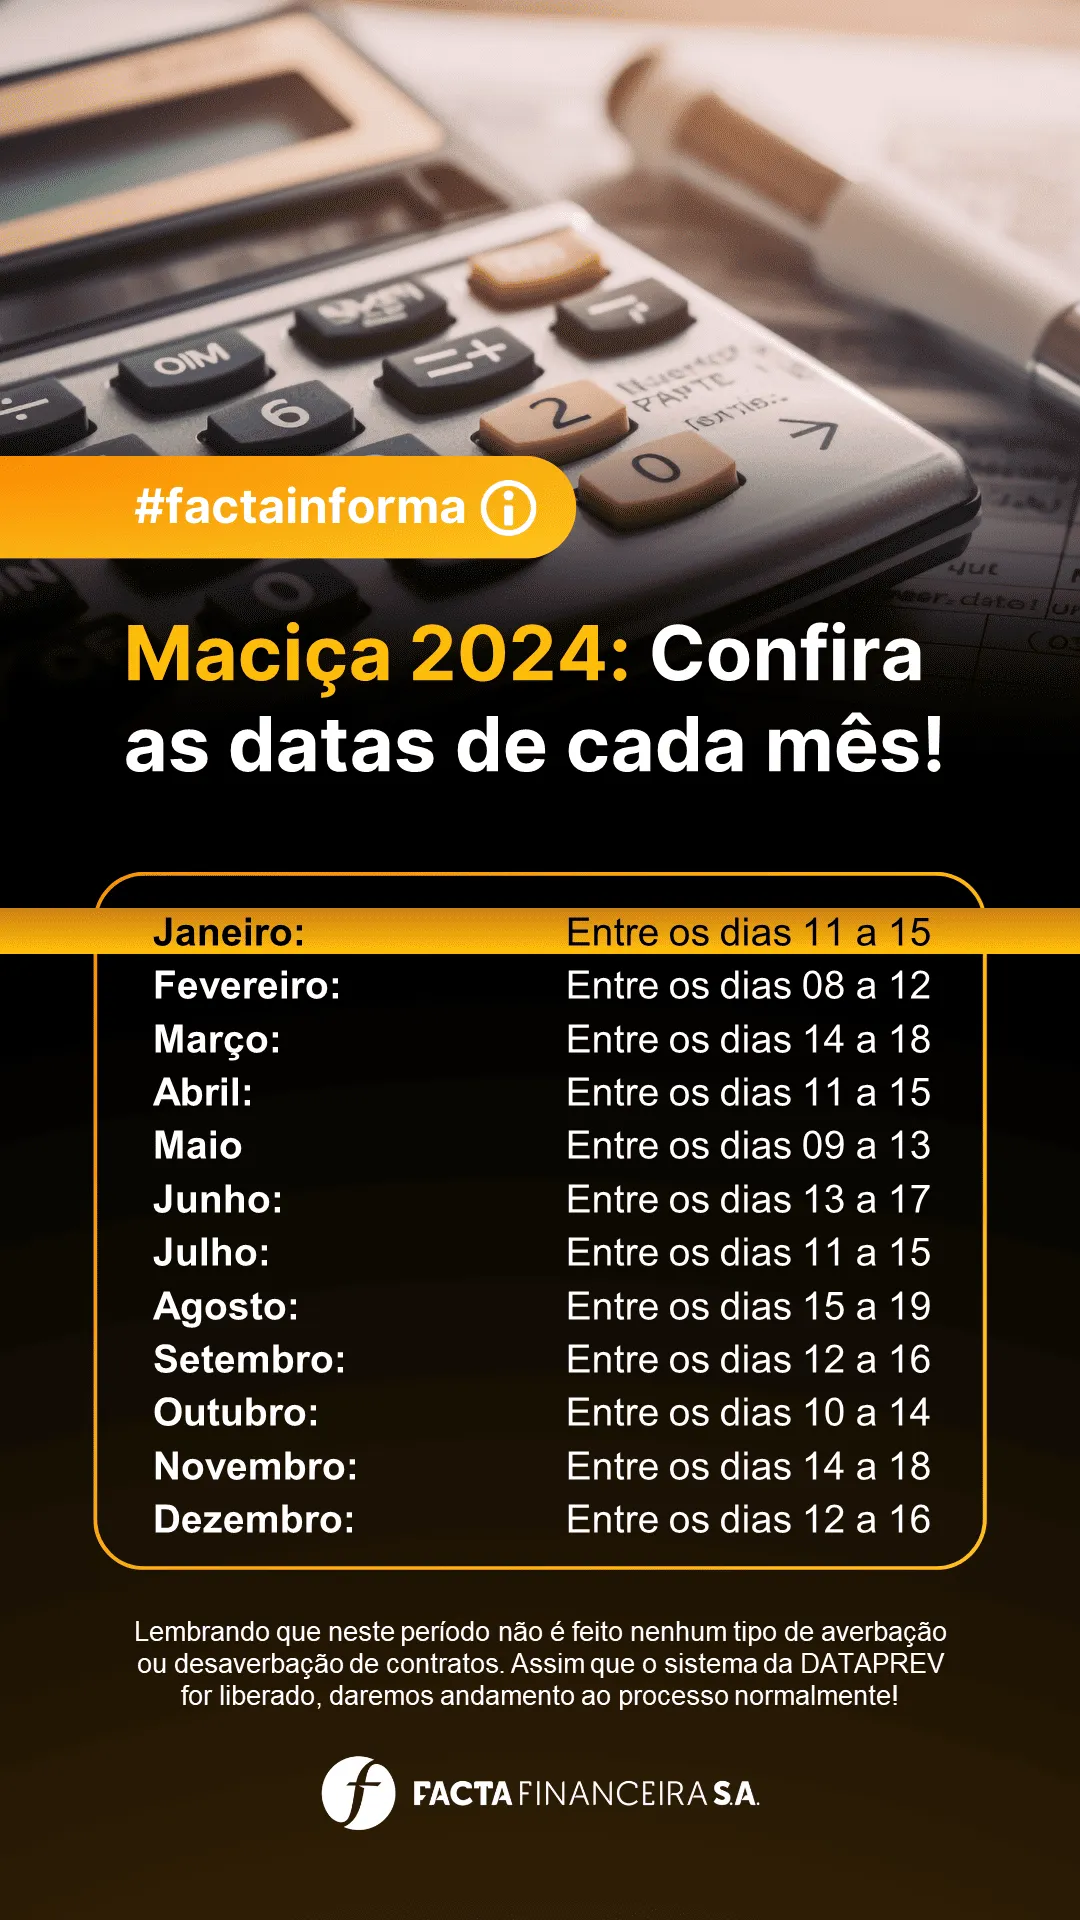 OIM
6
2
0
#factainforma
0
Maciça 2024: Confira
as datas de cada mês!
Janeiro: Entre os dias 11 a 15
Fevereiro: Entre os dias 08 a 12
Março: Entre os dias 14 a 18
Abril: Entre os dias 11 a 15
Maio Entre os dias 09 a 13
Junho: Entre os dias 13 a 17
Julho: Entre os dias 11 a 15
Agosto: Entre os dias 15 a 19
Setembro: Entre os dias 12 a 16
Outubro: Entre os dias 10 a 14
Novembro: Entre os dias 14 a 18
Dezembro: Entre os dias 12 a 16
Lembrando que neste período não é feito nenhum tipo de averbação
ou desaverbação de contratos. Assim que o sistema da DATAPREV
for liberado, daremos andamento ao processo normalmente!
FACTA FINANCEIRA S.A.